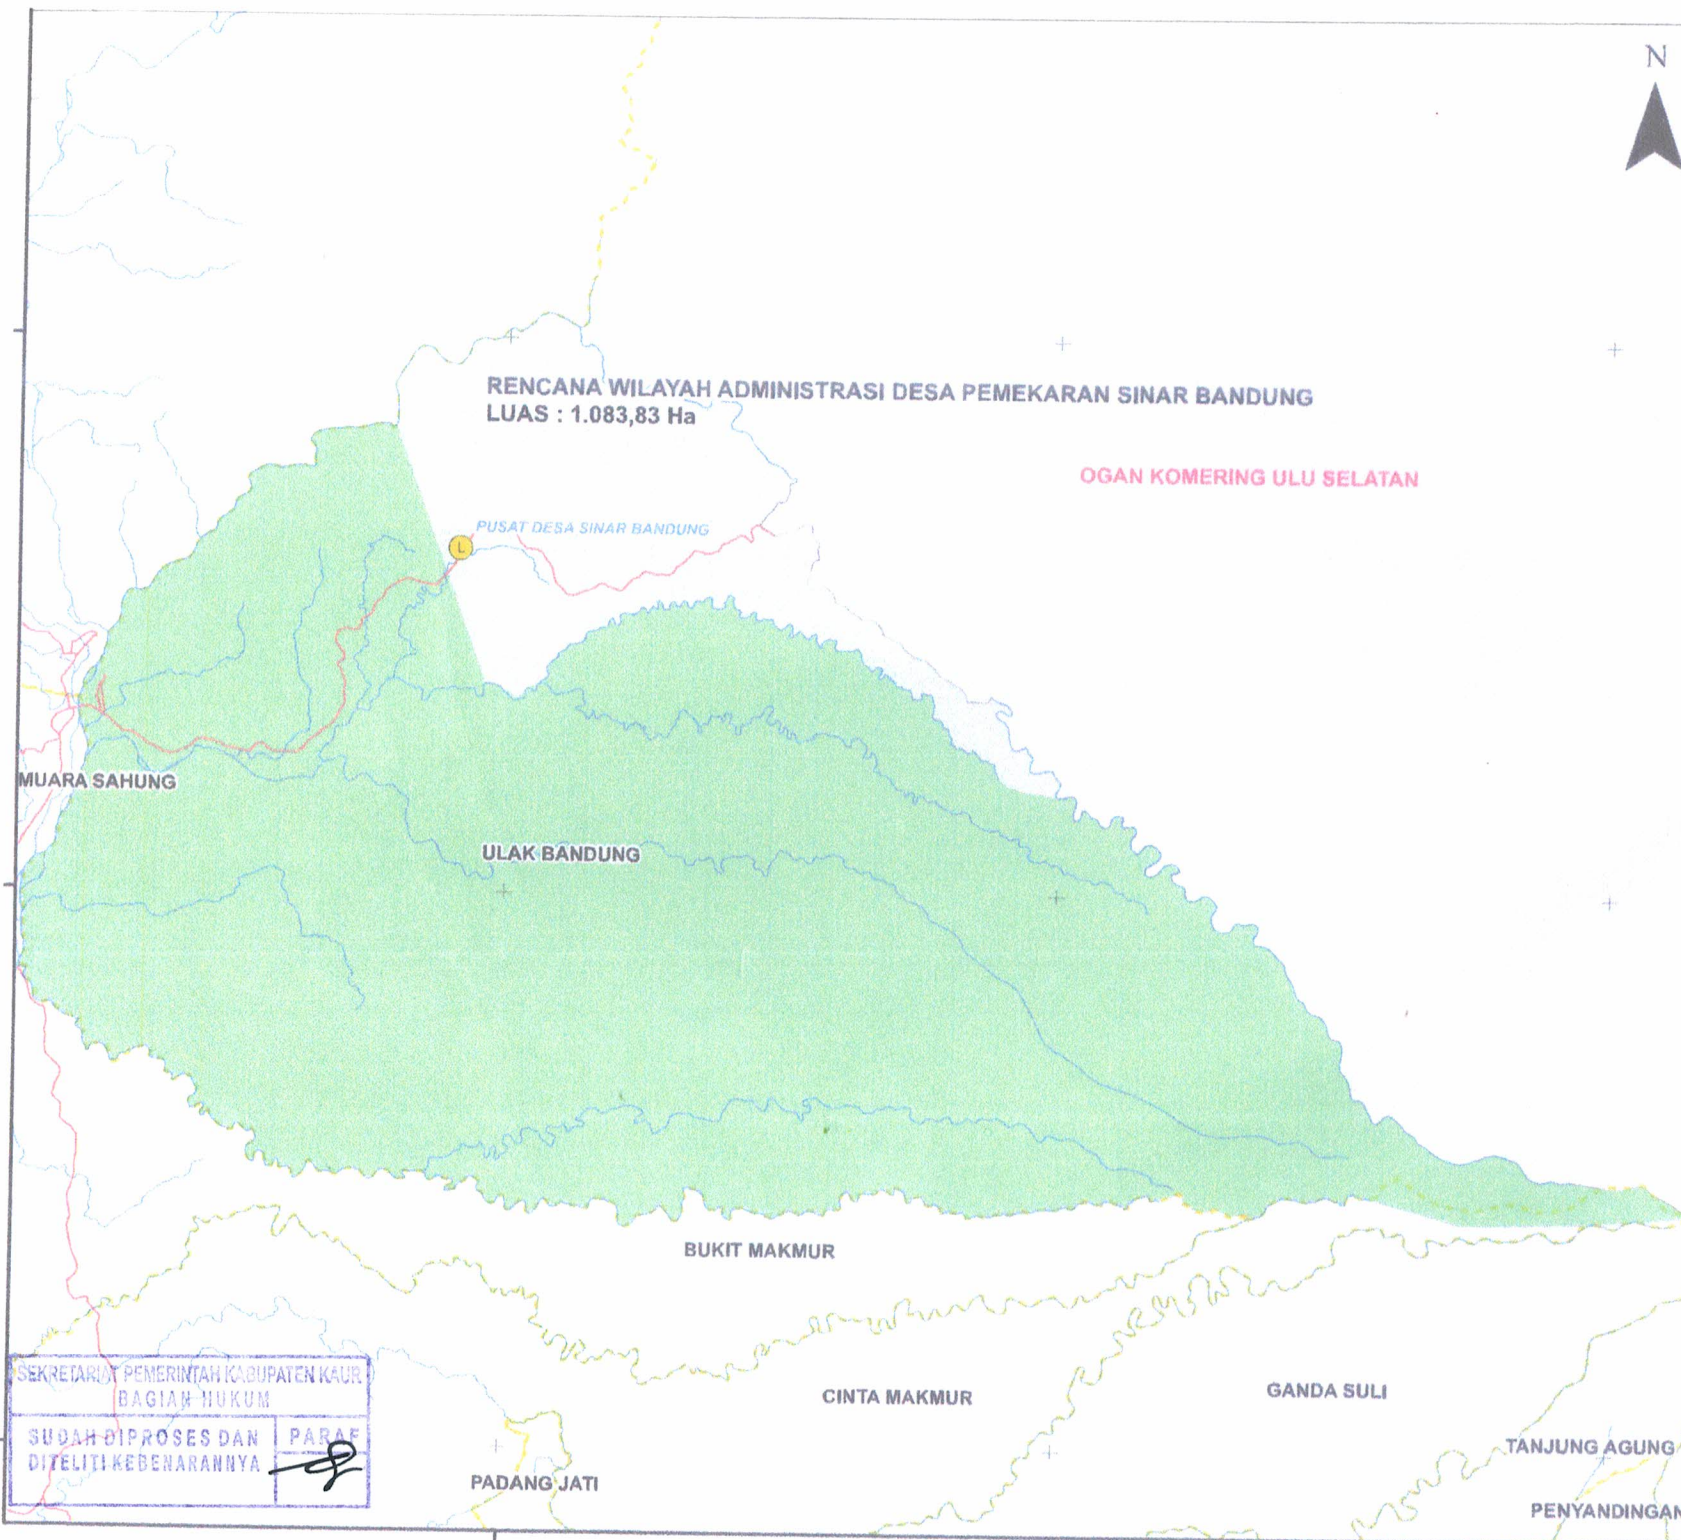 N
RENCANA WILAYAH ADMINISTRASI DESA PEMEKARAN SINAR BANDUNG
LUAS : 1.083,83 Ha
OGAN KOMERING ULU SELATAN
PUSAT DESA SINAR BANDUNG
L
MUARA SAHUNG
ULAK BANDUNG
BUKIT MAKMUR
SEKRETARIAT PEMERINTAH KABUPATEN KAUR
BAGIAN HUKUM
SUDAH DIPROSES DAN
DITELITI KEBENARANNYA
PARAF
CINTA MAKMUR
GANDA SULI
TANJUNG AGUNG
PADANG JATI
PENYANDINGAN